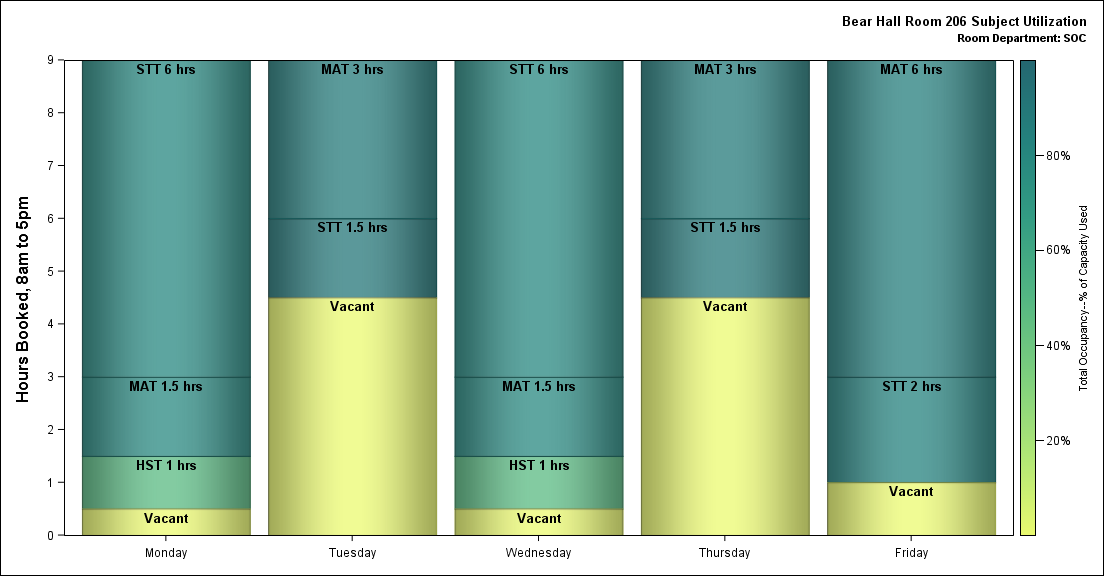 Bear Hall Room 206 Subject Utilization
Room Department: SOC
Hours Booked, 8am to 5pm
9
8
7
6
5
4
3
2
1
0
STT 6 hrs
MAT 1.5 hrs
HST 1 hrs
Vacant
MAT 3 hrs
STT 1.5 hrs
Vacant
STT 6 hrs
MAT 1.5 hrs
HST 1 hrs
Vacant
MAT 3 hrs
STT 1.5 hrs
Vacant
MAT 6 hrs
STT 2 hrs
Vacant
Monday
Tuesday
Wednesday
Thursday
Friday
80%
60%
40%
20%
Total Occupancy--% of Capacity Used